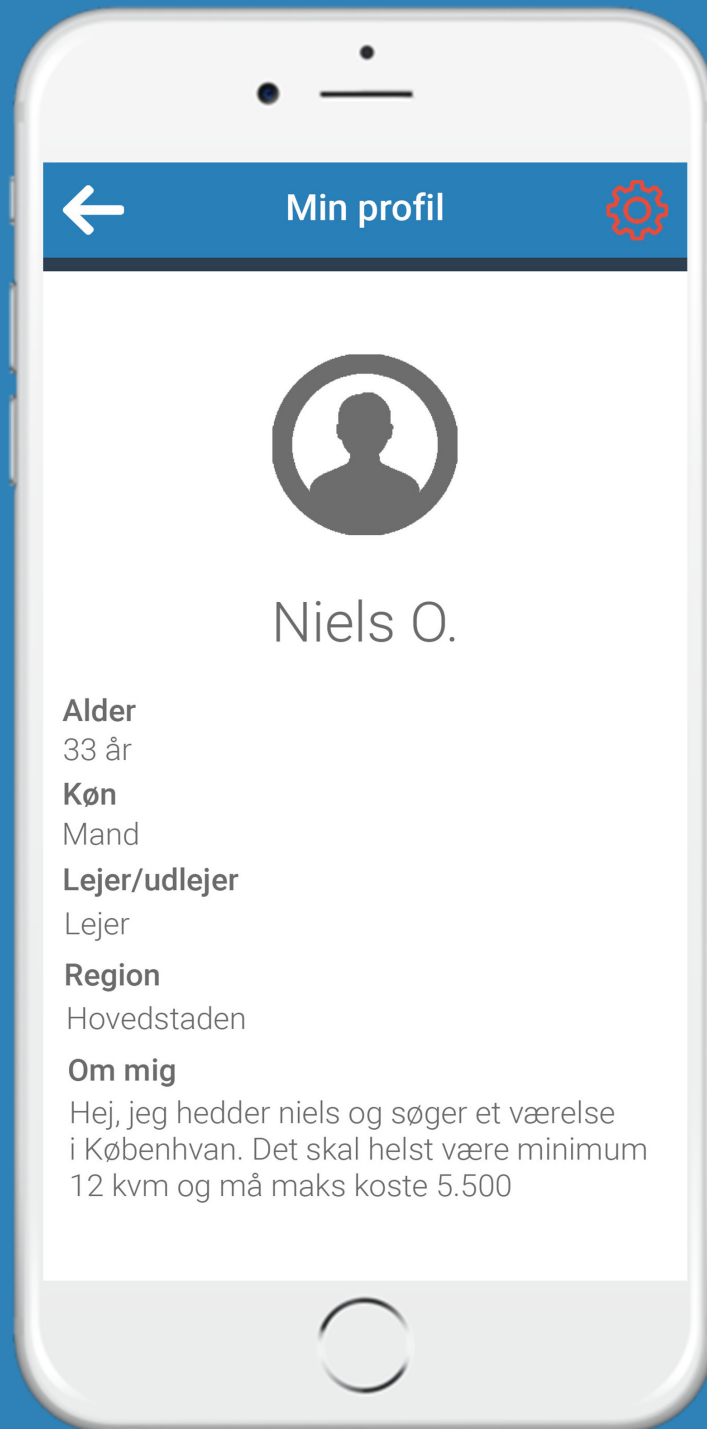 Min profil
Niels O.
Alder
33 år
Køn
Mand
Lejer/udlejer
Lejer
Region
Hovedstaden
Om mig
Hej, jeg hedder niels og søger et værelse
i Københvan. Det skal helst være minimum
12 kvm og må maks koste 5.500